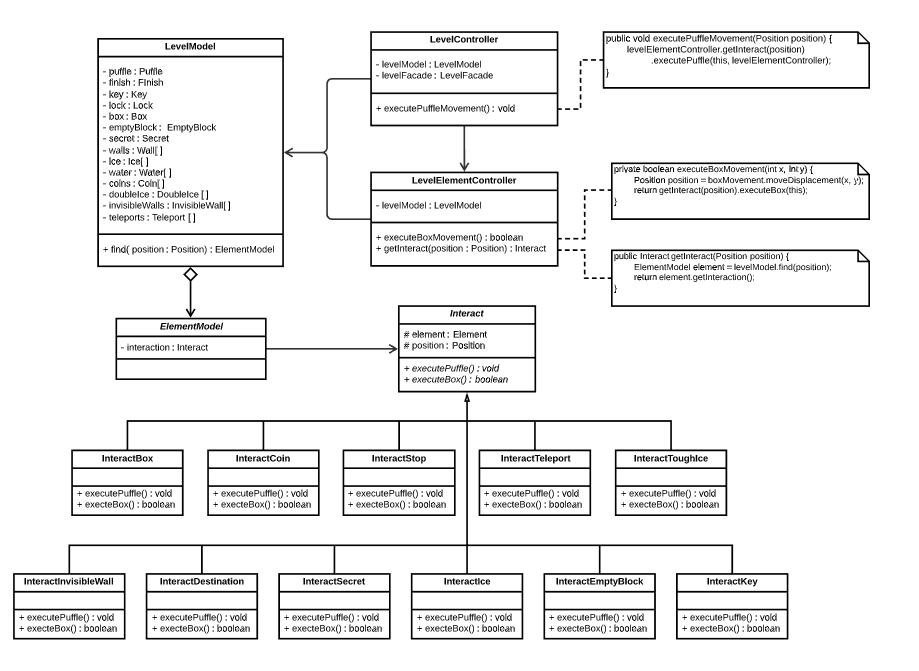 LevelModel
- puffle : Puffle
- finish : FInish
- key : Key
- lock : Lock
- box : Box
- emptyBlock : EmptyBlock
- secret : Secret
- walls : Wall[ ]
- Ice : Ice[ ]
- water : Water[ ]
- coins : Coin[ ]
- doubleIce : DoubleIce [ ]
- invisibleWalls : InvisibleWall[ ]
- teleports : Teleport [ ]
+ find( position : Position) : ElementModel
LevelController
- levelModel : LevelModel
- levelFacade : LevelFacade
+ executePuffleMovement() : void
public void executePuffleMovement(Position position) {
levelElementController.getInteract(position)
.executePuffle(this, levelElementController);
}
LevelElementController
- levelModel : LevelModel
+ executeBoxMovement() : boolean
+ getInteract(position : Position) : Interact
private boolean executeBoxMovement(int x, int y) {
Position position = boxMovement.moveDisplacement(x, y);
return getInteract(position).executeBox(this);
}
public Interact getInteract(Position position) {
ElementModel element = levelModel.find(position);
return element.getInteraction();
}
ElementModel
- interaction : Interact
Interact
# element : Element
# position : Position
+ executePuffle() : void
+ executeBox() : boolean
InteractBox
+ executePuffle() : void
+ execteBox() : boolean
InteractCoin
+ executePuffle() : void
+ execteBox() : boolean
InteractStop
+ executePuffle() : void
+ execteBox() : boolean
InteractTeleport
+ executePuffle() : void
+ execteBox() : boolean
InteractToughIce
+ executePuffle() : void
+ execteBox() : boolean
InteractInvisibleWall
+ executePuffle() : void
+ execteBox() : boolean
InteractDestination
+ executePuffle() : void
+ execteBox() : boolean
InteractSecret
+ executePuffle() : void
+ execteBox() : boolean
InteractIce
+ executePuffle() : void
+ execteBox() : boolean
InteractEmptyBlock
+ executePuffle() : void
+ execteBox() : boolean
InteractKey
+ executePuffle() : void
+ execteBox() : boolean